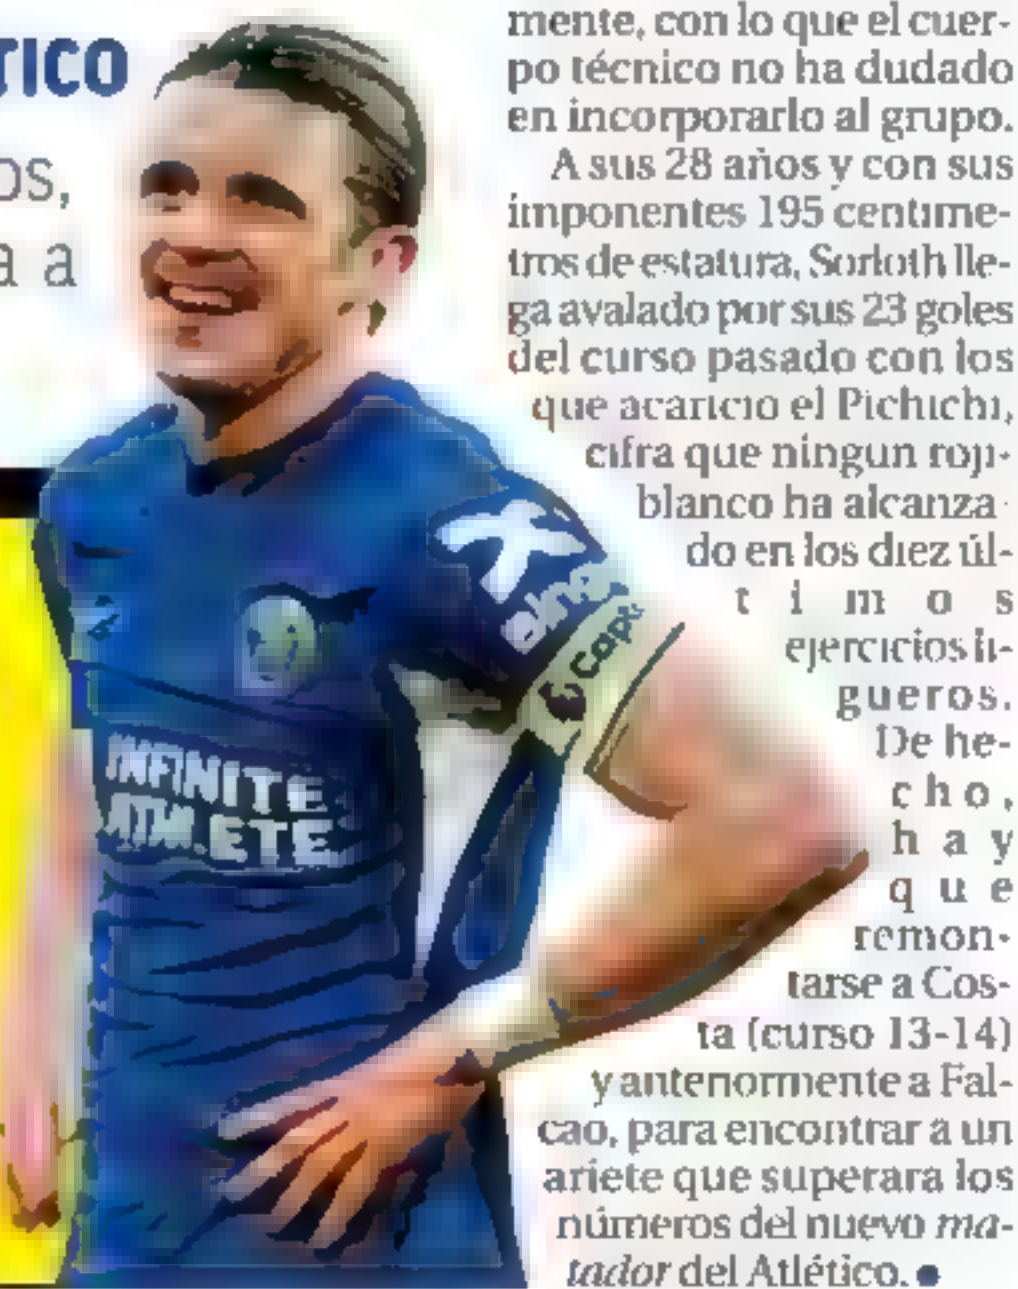 TICO
os,
a a
mente, con lo que el cuer-
po técnico no ha dudado
en incorporarlo al grupo.
A sus 28 años y con sus
imponentes 195 centíme-
tros de estatura, Sorloth lle-
ga avalado por sus 23 goles
del curso pasado con los
que acarició el Pichichi,
cifra que ningún roji-
blanco ha alcanza-
do en los diez úl-
timos
ejercicios li-
gueros.
De he-
cho,
hay
que
remon-
tarse a Cos-
ta (curso 13-14)
y anteriormente a Fal-
cao, para encontrar a un
ariete que superara los
números del nuevo ma-
tador del Atlético.
INFINITE
ATHLETE